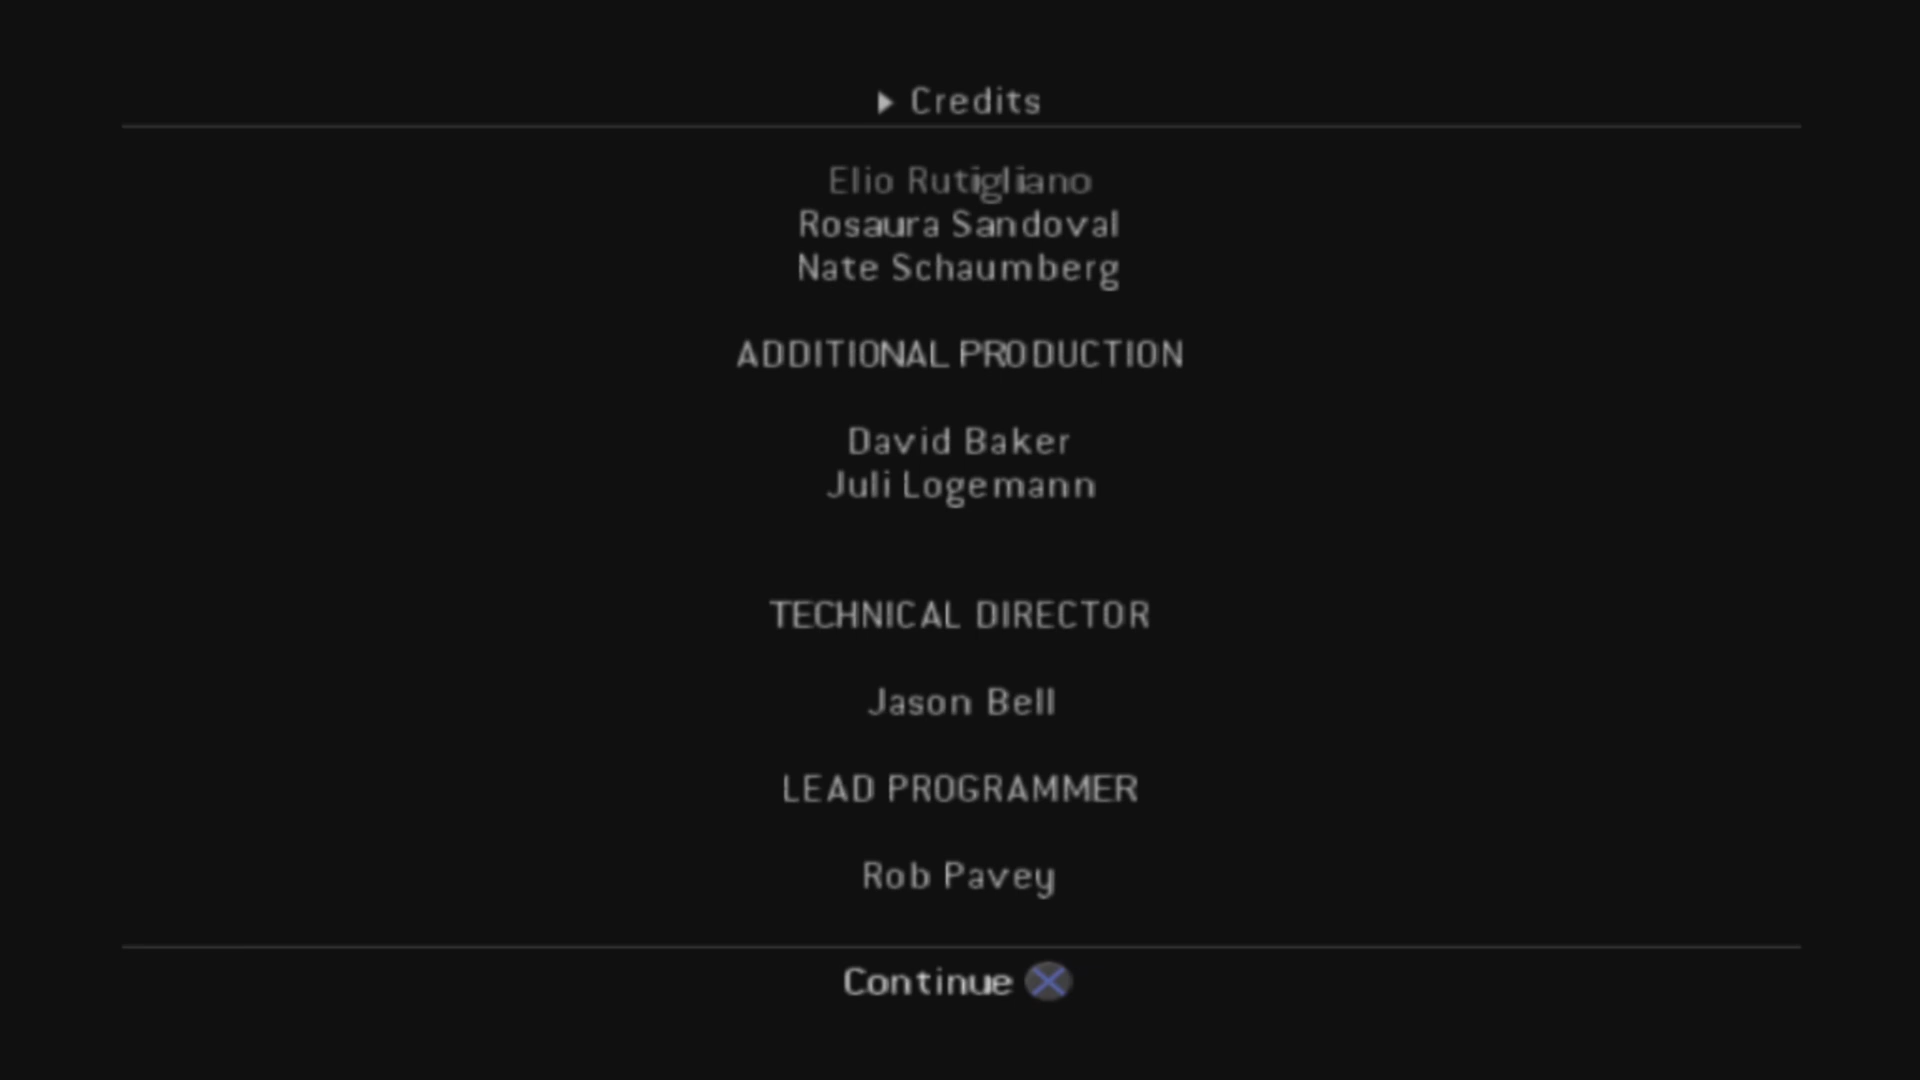 Credits
Elio Rutigliano
Rosaura Sandoval
Nate Schaumberg
ADDITIONAL PRODUCTION
David Baker
Juli Logemann
TECHNICAL DIRECTOR
Jason Bell
LEAD PROGRAMMER
Rob Pavey
Continue